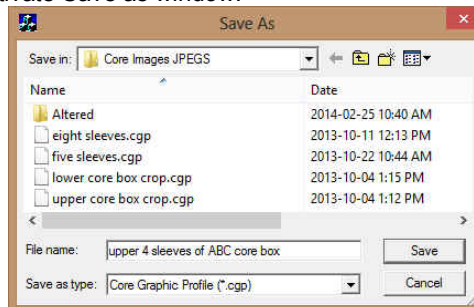 Save As
Save in: Core Images JPEGS
Name Date
Altered 2014-02-25 10:40 AM
eight sleeves.cgp 2013-10-11 12:13 PM
five sleeves.cgp 2013-10-22 10:44 AM
lower core box crop.cgp 2013-10-04 1:15 PM
upper core box crop.cgp 2013-10-04 1:12 PM
File name: upper 4 sleeves of ABC core box Save
Save as type: Core Graphic Profile (*.cgp) Cancel